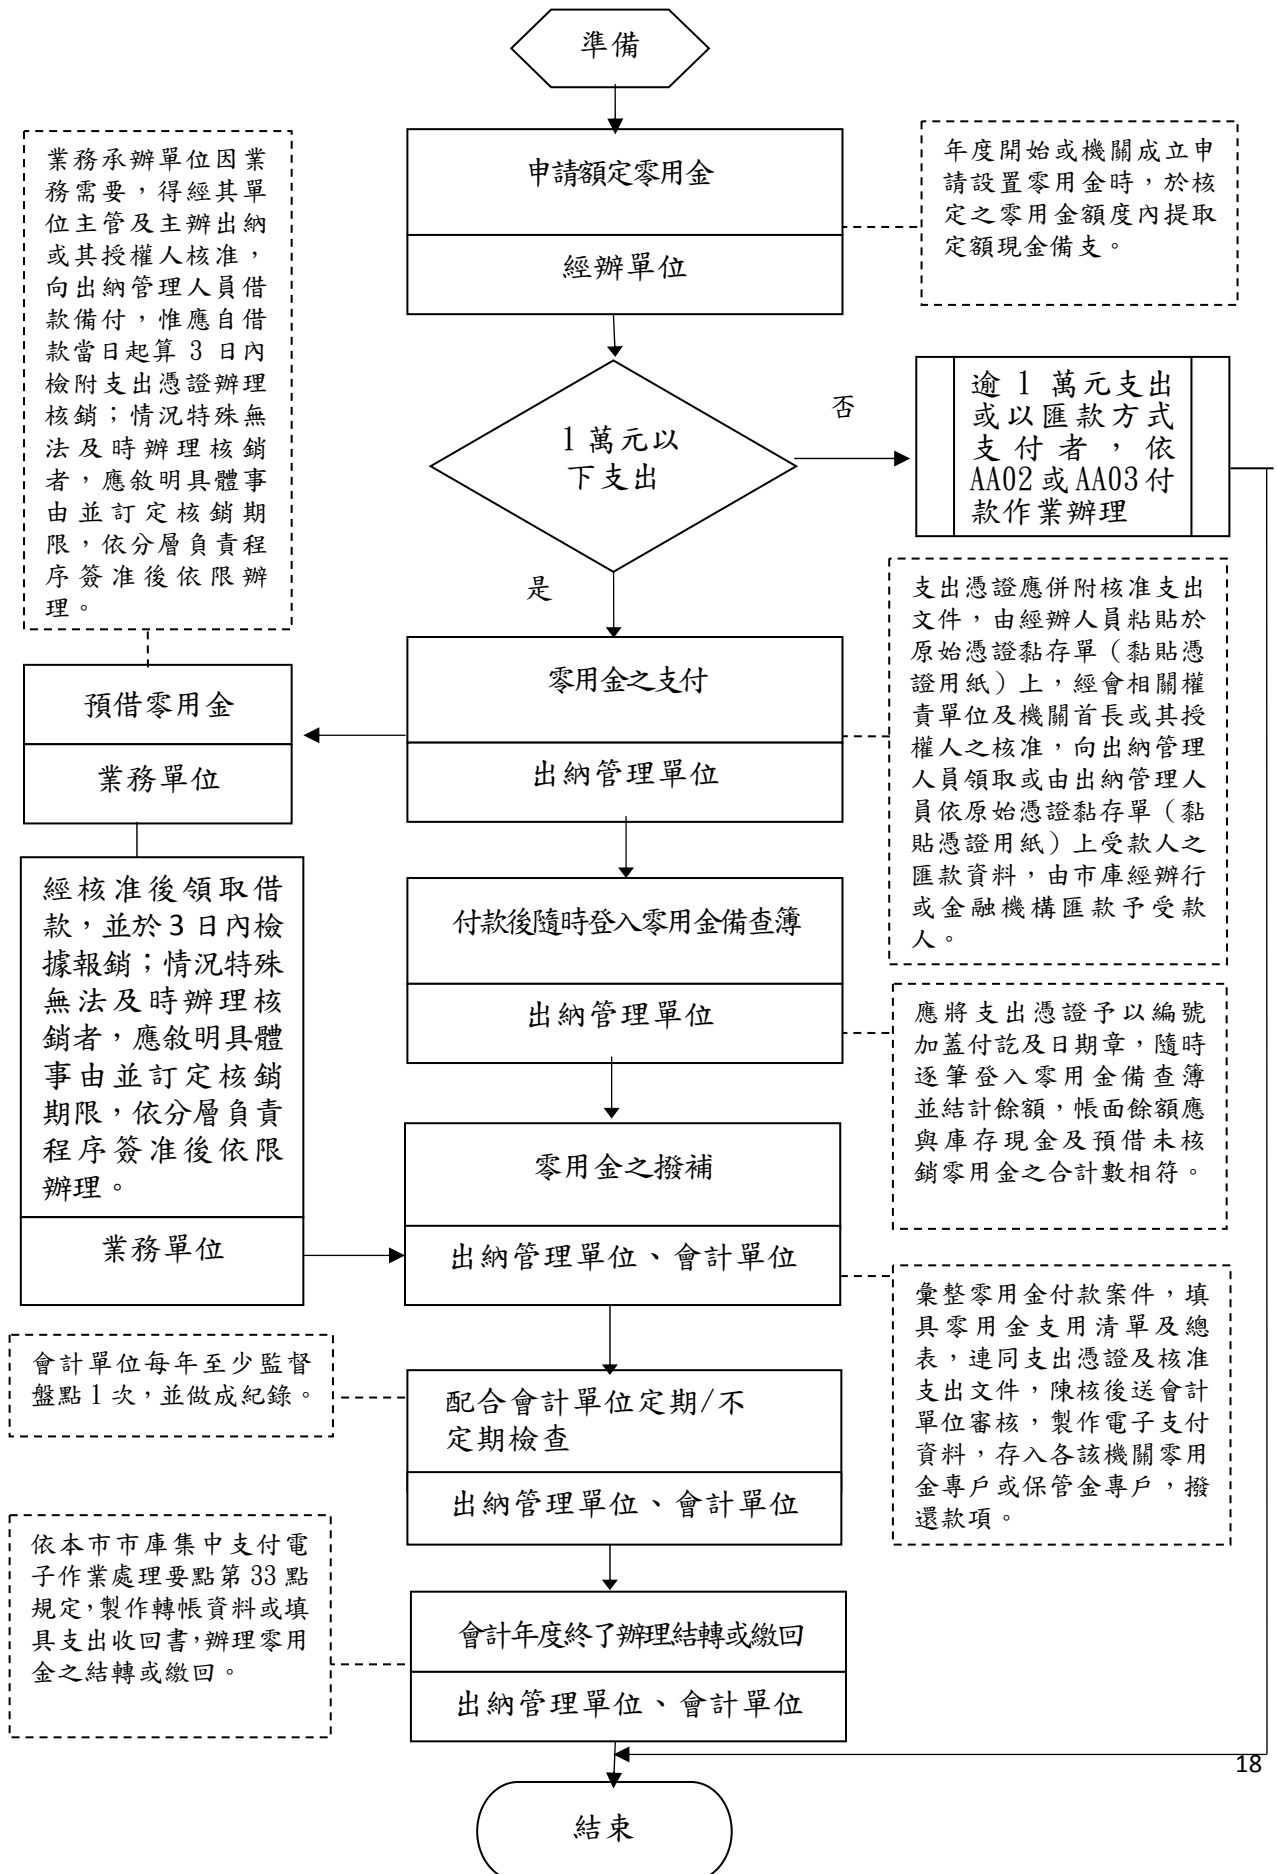 準備
申請額定零用金
經辦單位
年度開始或機關成立申
請設置零用金時，於核
定之零用金額度內提取
定額現金備支。
業務承辦單位因業
務需要，得經其單
位主管及主辦出納
或其授權人核准，
向出納管理人員借
款備付，惟應自借
款當日起算 3 日內
檢附支出憑證辦理
核銷；情況特殊無
法及時辦理核銷
者，應敘明具體事
由並訂定核銷期
限，依分層負責程
序簽准後依限辦
理。
1 萬元以
下支出
否
逾 1 萬元支出
或以匯款方式
支付者，依
AA02 或 AA03 付
款作業辦理
是
零用金之支付
出納管理單位
支出憑證應併附核准支出
文件，由經辦人員粘貼於
原始憑證黏存單（黏貼憑
證用紙）上，經會相關權
責單位及機關首長或其授
權人之核准，向出納管理
人員領取或由出納管理人
員依原始憑證黏存單（黏
貼憑證用紙）上受款人之
匯款資料，由市庫經辦行
或金融機構匯款予受款
人。
預借零用金
業務單位
經核准後領取借
款，並於 3 日內檢
據報銷；情況特殊
無法及時辦理核
銷者，應敘明具體
事由並訂定核銷
期限，依分層負責
程序簽准後依限
辦理。
業務單位
付款後隨時登入零用金備查簿
出納管理單位
應將支出憑證予以編號
加蓋付訖及日期章，隨時
逐筆登入零用金備查簿
並結計餘額，帳面餘額應
與庫存現金及預借未核
銷零用金之合計數相符。
零用金之撥補
出納管理單位、會計單位
彙整零用金付款案件，填
具零用金支用清單及總
表，連同支出憑證及核准
支出文件，陳核後送會計
單位審核，製作電子支付
資料，存入各該機關零用
金專戶或保管金專戶，撥
還款項。
會計單位每年至少監督
盤點 1 次，並做成紀錄。
配合會計單位定期/不
定期檢查
出納管理單位、會計單位
依本市市庫集中支付電
子作業處理要點第 33 點
規定，製作轉帳資料或填
具支出收回書，辦理零用
金之結轉或繳回。
會計年度終了辦理結轉或繳回
出納管理單位、會計單位
18
結束